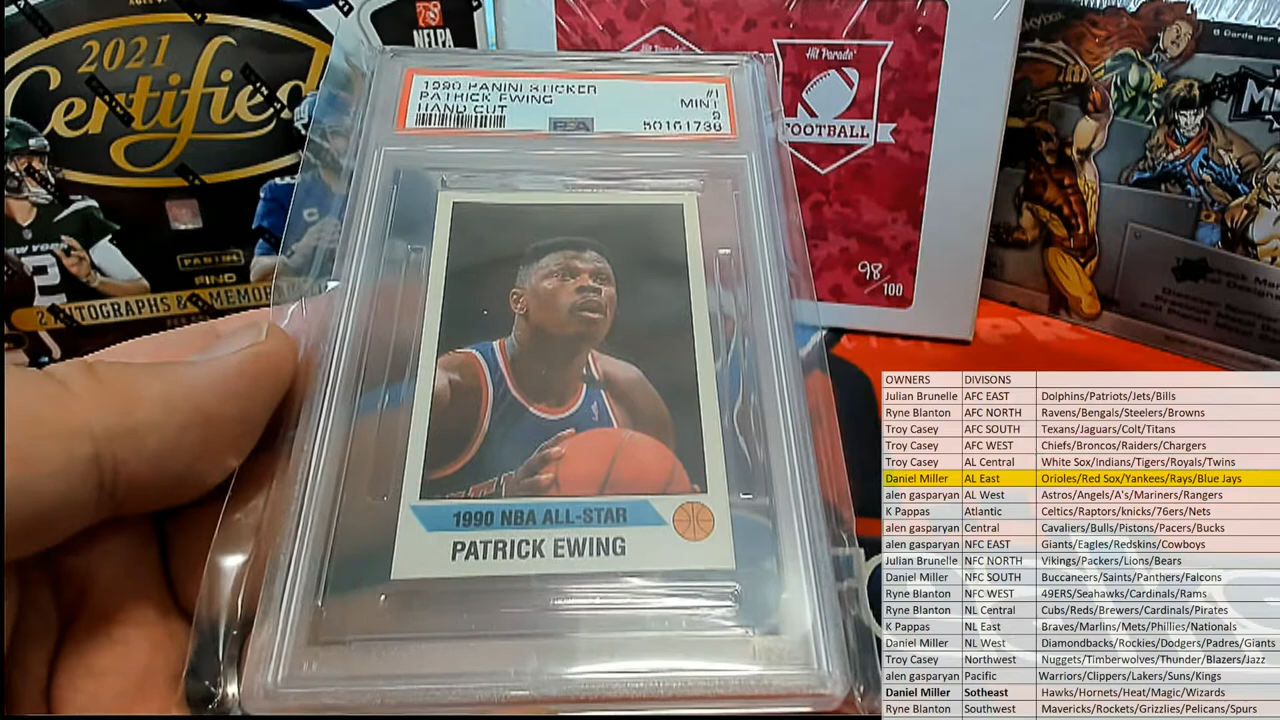 2021
Certified
PANINI
FIND
2 AUTOGRAPHS & MEMOR
NEW YORK
2
NFLPA
1990 PANINI STICKER #1
PATRICK EWING MINT
HAND CUT 9
PSA 50161736
1990 NBA ALL-STAR
PATRICK EWING
Hit Parade
Hit Parade
FOOTBALL
98/100
6 Cards per
OWNERS DIVISONS
Julian Brunelle AFC EAST Dolphins/Patriots/Jets/Bills
Ryne Blanton AFC NORTH Ravens/Bengals/Steelers/Browns
Troy Casey AFC SOUTH Texans/Jaguars/Colt/Titans
Troy Casey AFC WEST Chiefs/Broncos/Raiders/Chargers
Troy Casey AL Central White Sox/Indians/Tigers/Royals/Twins
Daniel Miller AL East Orioles/Red Sox/Yankees/Rays/Blue Jays
alen gasparyan AL West Astros/Angels/A's/Mariners/Rangers
K Pappas Atlantic Celtics/Raptors/knicks/76ers/Nets
alen gasparyan Central Cavaliers/Bulls/Pistons/Pacers/Bucks
alen gasparyan NFC EAST Giants/Eagles/Redskins/Cowboys
Julian Brunelle NFC NORTH Vikings/Packers/Lions/Bears
Daniel Miller NFC SOUTH Buccaneers/Saints/Panthers/Falcons
Ryne Blanton NFC WEST 49ERS/Seahawks/Cardinals/Rams
Ryne Blanton NL Central Cubs/Reds/Brewers/Cardinals/Pirates
K Pappas NL East Braves/Marlins/Mets/Phillies/Nationals
Daniel Miller NL West Diamondbacks/Rockies/Dodgers/Padres/Giants
Troy Casey Northwest Nuggets/Timberwolves/Thunder/Blazers/Jazz
alen gasparyan Pacific Warriors/Clippers/Lakers/Suns/Kings
Daniel Miller Sotheast Hawks/Hornets/Heat/Magic/Wizards
Ryne Blanton Southwest Mavericks/Rockets/Grizzlies/Pelicans/Spurs